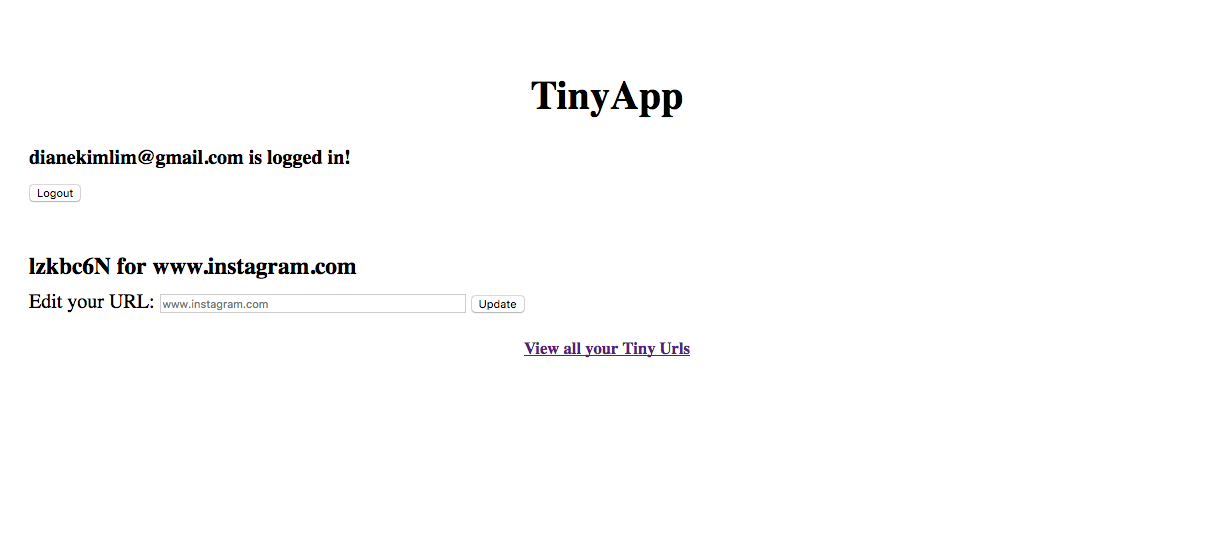 TinyApp
dianekimlim@gmail.com is logged in!
Logout
lzkbc6N for www.instagram.com
Edit your URL: www.instagram.com Update
View all your Tiny Urls